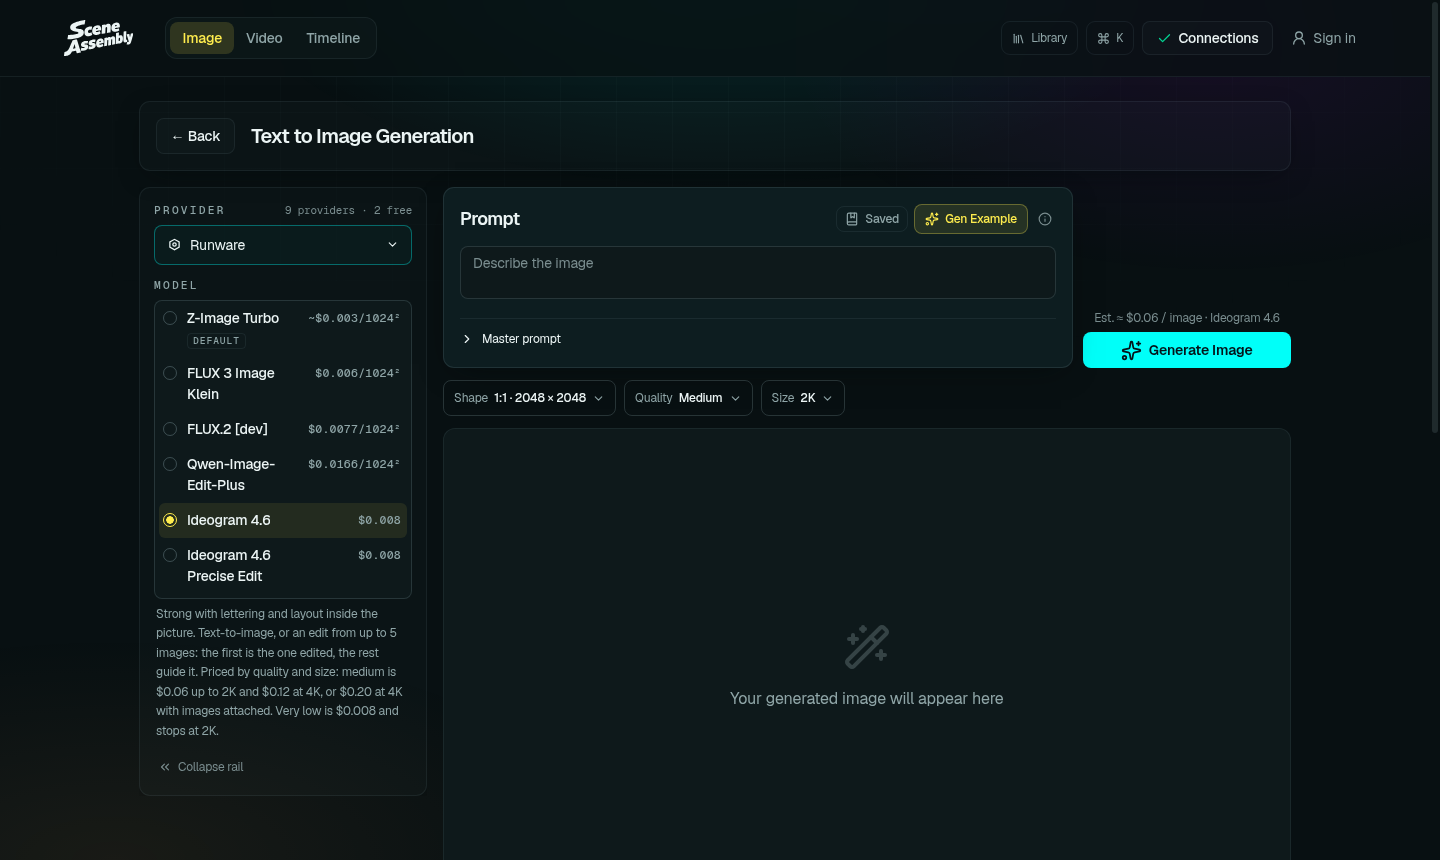 Scene
Assembly
Image
Video
Timeline
Library
⌘ K
Connections
Sign in
← Back
Text to Image Generation
PROVIDER
9 providers · 2 free
Runware
MODEL
Z-Image Turbo
~$0.003/1024²
DEFAULT
FLUX 3 Image
Klein
$0.006/1024²
FLUX.2 [dev]
$0.0077/1024²
Qwen-Image-
Edit-Plus
$0.0166/1024²
Ideogram 4.6
$0.008
Ideogram 4.6
Precise Edit
$0.008
Strong with lettering and layout inside the
picture. Text-to-image, or an edit from up to 5
images: the first is the one edited, the rest
guide it. Priced by quality and size: medium is
$0.06 up to 2K and $0.12 at 4K, or $0.20 at 4K
with images attached. Very low is $0.008 and
stops at 2K.
Collapse rail
Prompt
Saved
Gen Example
Describe the image
Master prompt
Est. ≈ $0.06 / image · Ideogram 4.6
Generate Image
Shape 1:1 · 2048 × 2048
Quality Medium
Size 2K
Your generated image will appear here